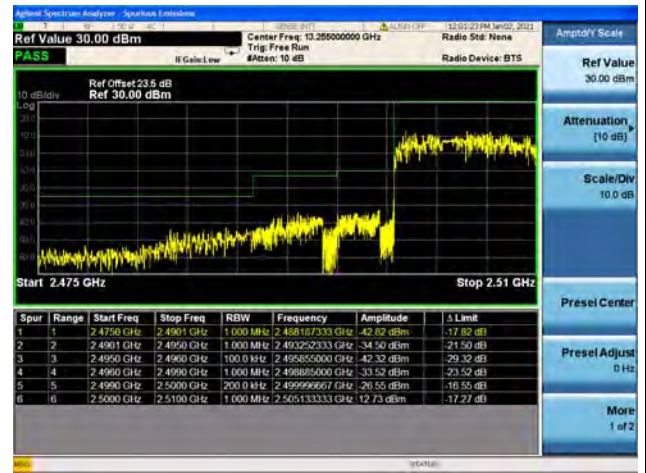 Agilent Spectrum Analyzer - Spurious Emissions
RF 50 Ω AC SENSE:INT ALIGN OFF 12:01:23 PM Jan 02, 2021
Ref Value 30.00 dBm
Center Freq: 13.255000000 GHz
Radio Std: None
Trig: Free Run
PASS
IFGain:Low
#Atten: 10 dB
Radio Device: BTS
Ref Offset 23.5 dB
10 dB/div
Ref 30.00 dBm
Log
Start 2.475 GHz
Stop 2.51 GHz
Spur Range Start Freq Stop Freq RBW Frequency Amplitude Δ Limit
1 1 2.4750 GHz 2.4901 GHz 1.000 MHz 2.488187333 GHz -42.82 dBm -17.82 dB
2 2 2.4901 GHz 2.4950 GHz 1.000 MHz 2.493252333 GHz -34.50 dBm -21.50 dB
3 3 2.4950 GHz 2.4960 GHz 100.0 kHz 2.495855000 GHz -42.32 dBm -29.32 dB
4 4 2.4960 GHz 2.4990 GHz 1.000 MHz 2.498885000 GHz -33.52 dBm -23.52 dB
5 5 2.4990 GHz 2.5000 GHz 200.0 kHz 2.499996667 GHz -26.55 dBm -16.55 dB
6 6 2.5000 GHz 2.5100 GHz 1.000 MHz 2.505133333 GHz 12.73 dBm -17.27 dB
MSG
STATUS
Amptd/Y Scale
Ref Value
30.00 dBm
Attenuation
[10 dB]
Scale/Div
10.0 dB
Presel Center
Presel Adjust
0 Hz
More
1 of 2